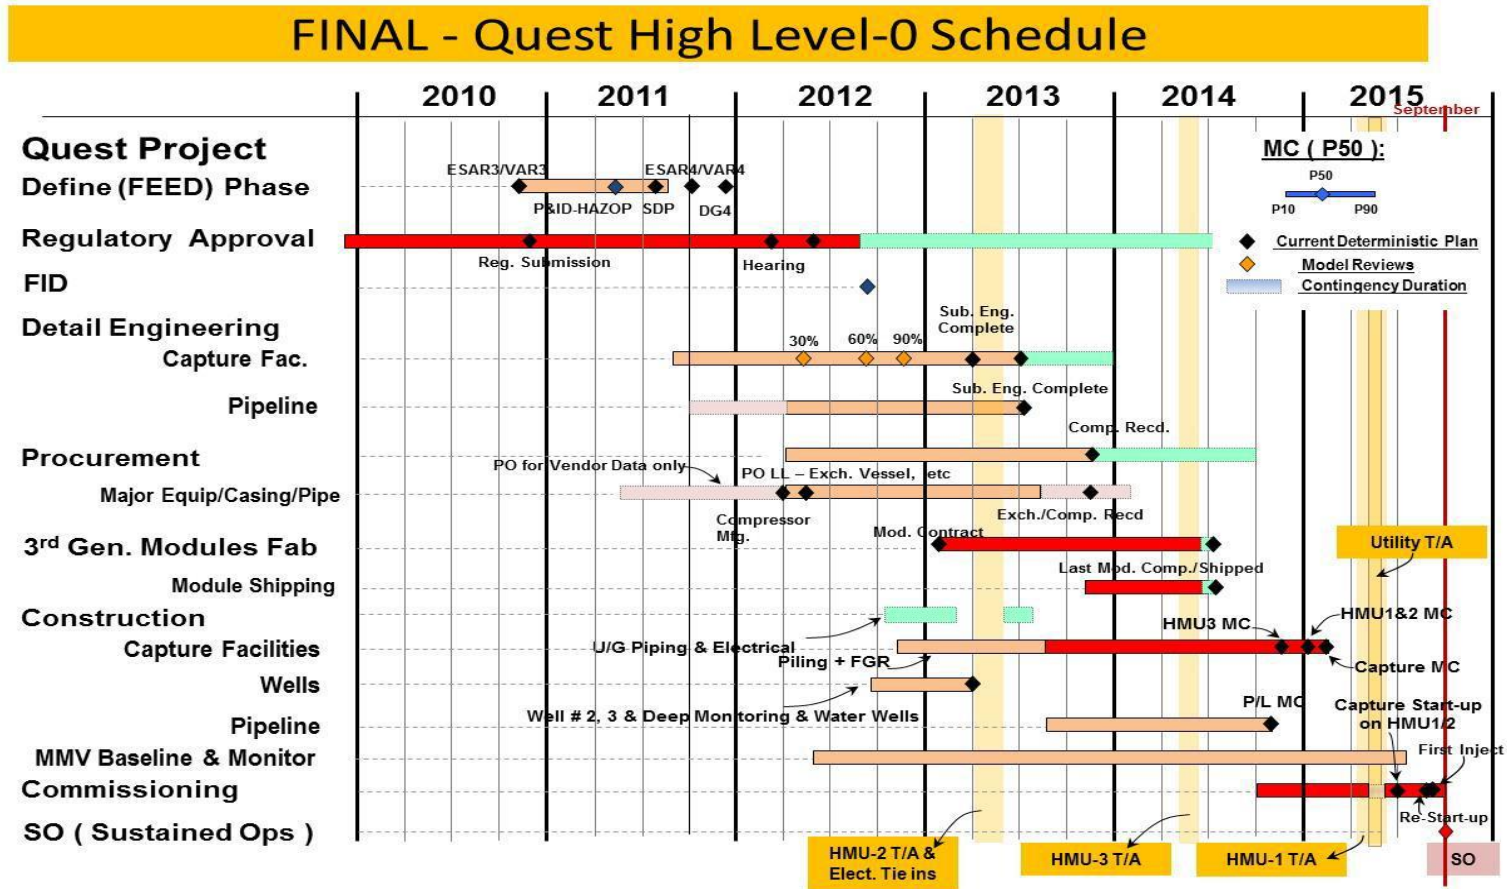 FINAL - Quest High Level-0 Schedule
2010 2011 2012 2013 2014 2015
September
Quest Project
MC ( P50 ):
ESAR3/VAR3 ESAR4/VAR4
P50
Define (FEED) Phase
P&ID-HAZOP SDP DG4
P10 P90
Regulatory Approval
Current Deterministic Plan
Reg. Submission Hearing
Model Reviews
FID
Contingency Duration
Detail Engineering
Sub. Eng.
Complete
30% 60% 90%
Capture Fac.
Sub. Eng. Complete
Pipeline
Comp. Recd.
Procurement
PO for Vendor Data only
PO LL – Exch. Vessel, etc
Major Equip/Casing/Pipe
Exch./Comp. Recd
Compressor
Mfg.
Mod. Contract
3rd Gen. Modules Fab
Utility T/A
Last Mod. Comp./Shipped
Module Shipping
Construction
HMU1&2 MC
HMU3 MC
U/G Piping & Electrical
Capture Facilities
Piling + FGR
Capture MC
Wells
Well # 2, 3 & Deep Monitoring & Water Wells
P/L MC
Capture Start-up
on HMU1/2
Pipeline
First Inject
MMV Baseline & Monitor
Commissioning
Re-Start-up
SO ( Sustained Ops )
HMU-2 T/A &
Elect. Tie ins
HMU-3 T/A
HMU-1 T/A
SO